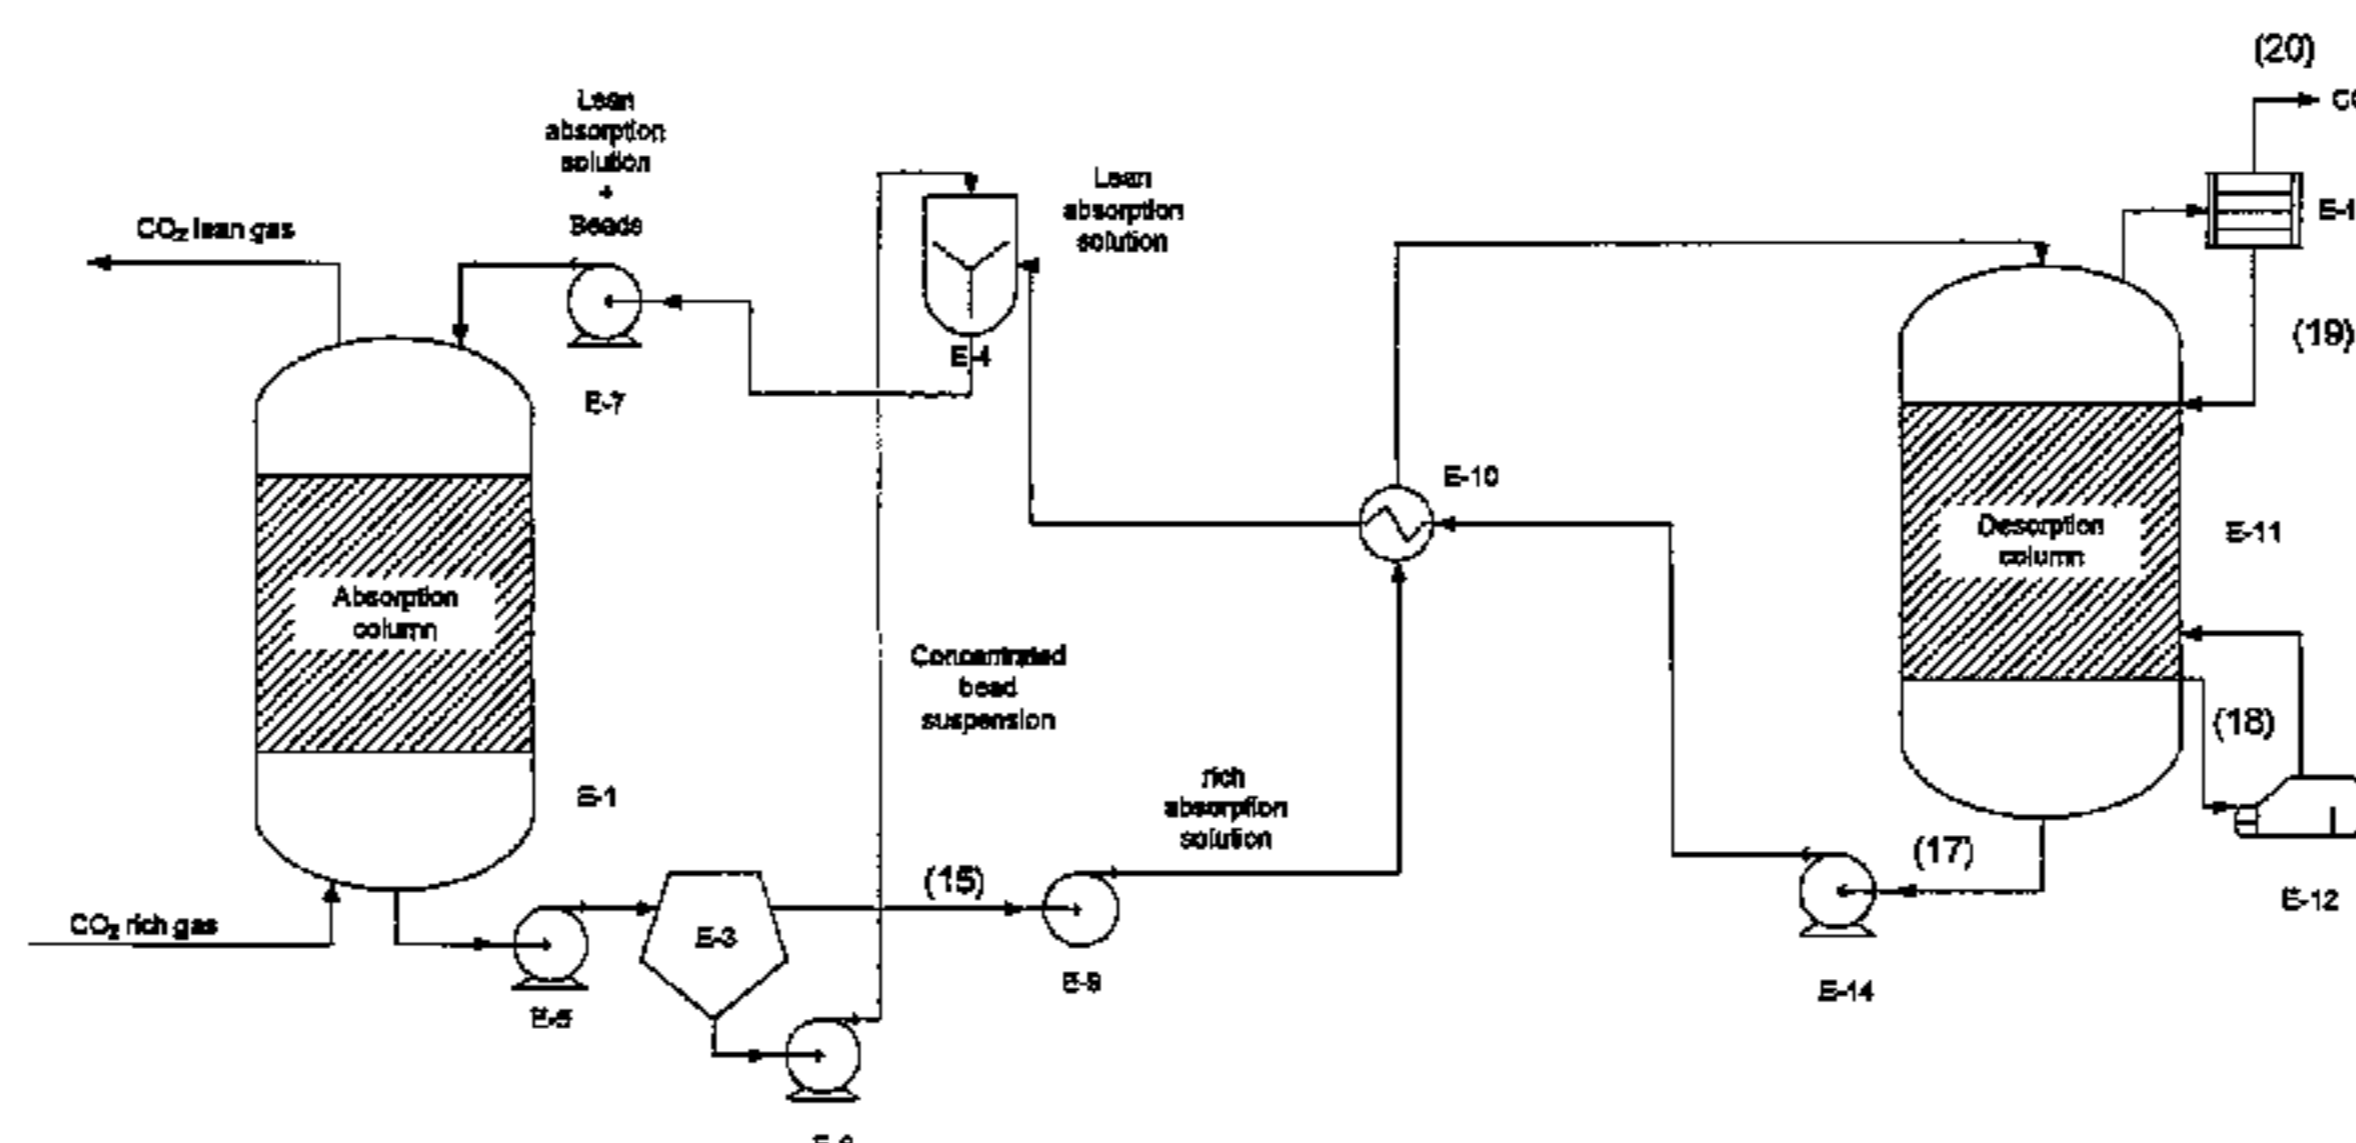 (20)
Lean
absorption
solution
+
Beads
Lean
absorption
solution
CO₂ lean gas
(19)
E-4
E-7
E-10
Desorption
column
E-11
Absorption
column
Concentrated
bead
suspension
(18)
rich
absorption
solution
E-1
(17)
(15)
E-12
CO₂ rich gas
E-3
E-9
E-14
E-5